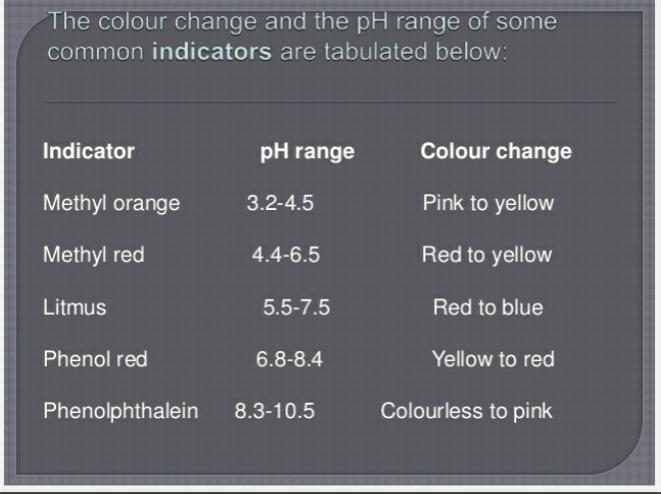 The colour change and the pH range of some
common indicators are tabulated below:
Indicator pH range Colour change
Methyl orange 3.2-4.5 Pink to yellow
Methyl red 4.4-6.5 Red to yellow
Litmus 5.5-7.5 Red to blue
Phenol red 6.8-8.4 Yellow to red
Phenolphthalein 8.3-10.5 Colourless to pink